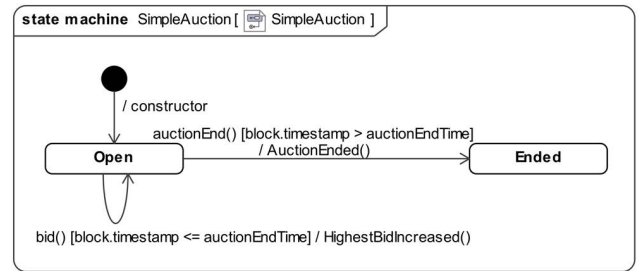 state machine SimpleAuction [ SimpleAuction ]
/ constructor
auctionEnd() [block.timestamp > auctionEndTime]
/ AuctionEnded()
Open
Ended
bid() [block.timestamp <= auctionEndTime] / HighestBidIncreased()